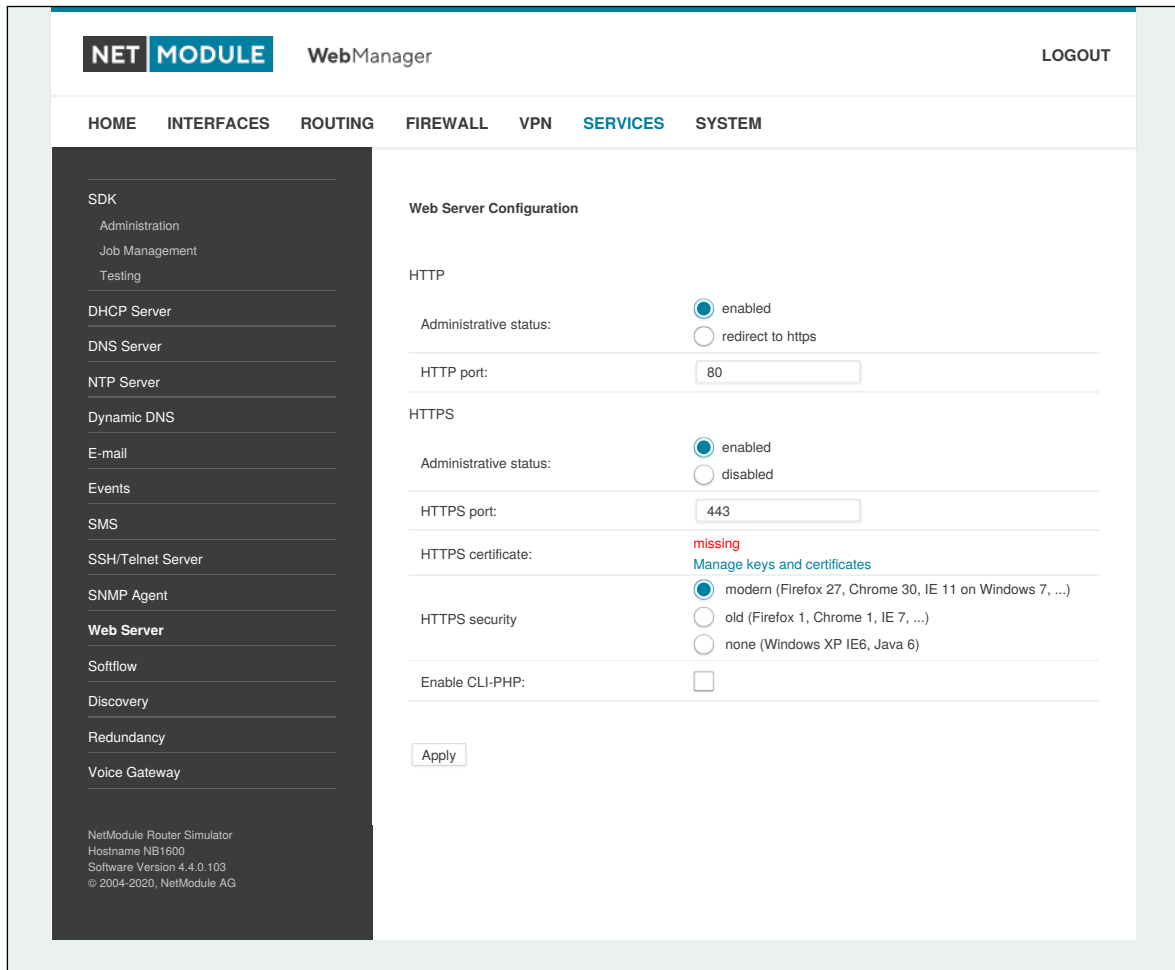 NET MODULE WebManager LOGOUT
HOME INTERFACES ROUTING FIREWALL VPN SERVICES SYSTEM
SDK
Administration
Job Management
Testing
DHCP Server
DNS Server
NTP Server
Dynamic DNS
E-mail
Events
SMS
SSH/Telnet Server
SNMP Agent
Web Server
Softflow
Discovery
Redundancy
Voice Gateway
NetModule Router Simulator
Hostname NB1600
Software Version 4.4.0.103
© 2004-2020, NetModule AG
Web Server Configuration
HTTP
Administrative status:
enabled
redirect to https
HTTP port: 80
HTTPS
Administrative status:
enabled
disabled
HTTPS port: 443
HTTPS certificate:
missing
Manage keys and certificates
HTTPS security
modern (Firefox 27, Chrome 30, IE 11 on Windows 7, ...)
old (Firefox 1, Chrome 1, IE 7, ...)
none (Windows XP IE6, Java 6)
Enable CLI-PHP:
Apply